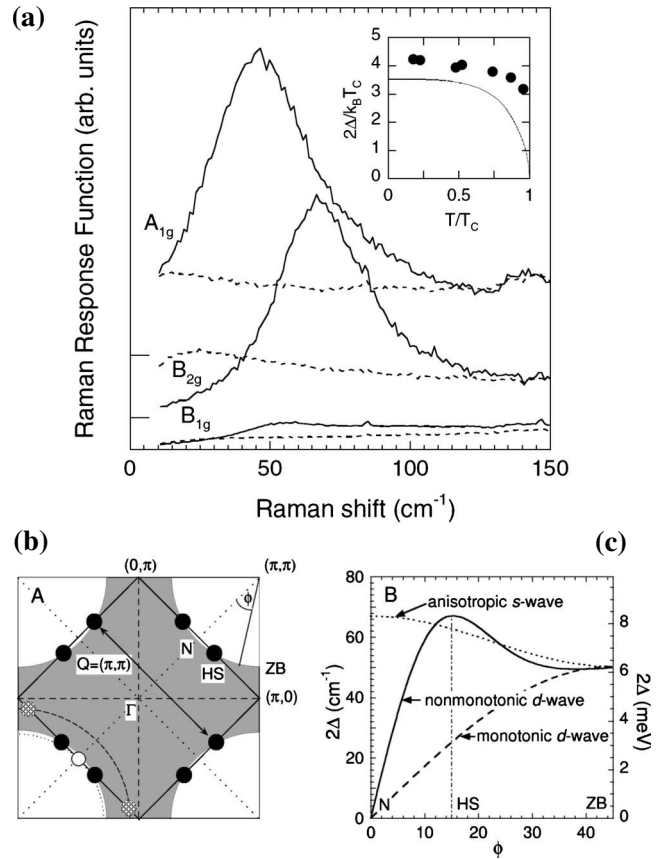 (a)
Raman Response Function (arb. units)
A1g
B2g
B1g
0 50 100 150
Raman shift (cm-1)
5
4
3
2
1
0
2Δ/kBTC
0 0.5 1
T/TC
(b)
A
(0,π)
(π,π)
ϕ
N
HS
ZB
Q=(π,π)
Γ
(π,0)
(c)
B
80
60
40
20
0
2Δ (cm-1)
anisotropic s-wave
nonmonotonic d-wave
monotonic d-wave
N HS ZB
0 10 20 30 40
ϕ
8
6
4
2
0
2Δ (meV)